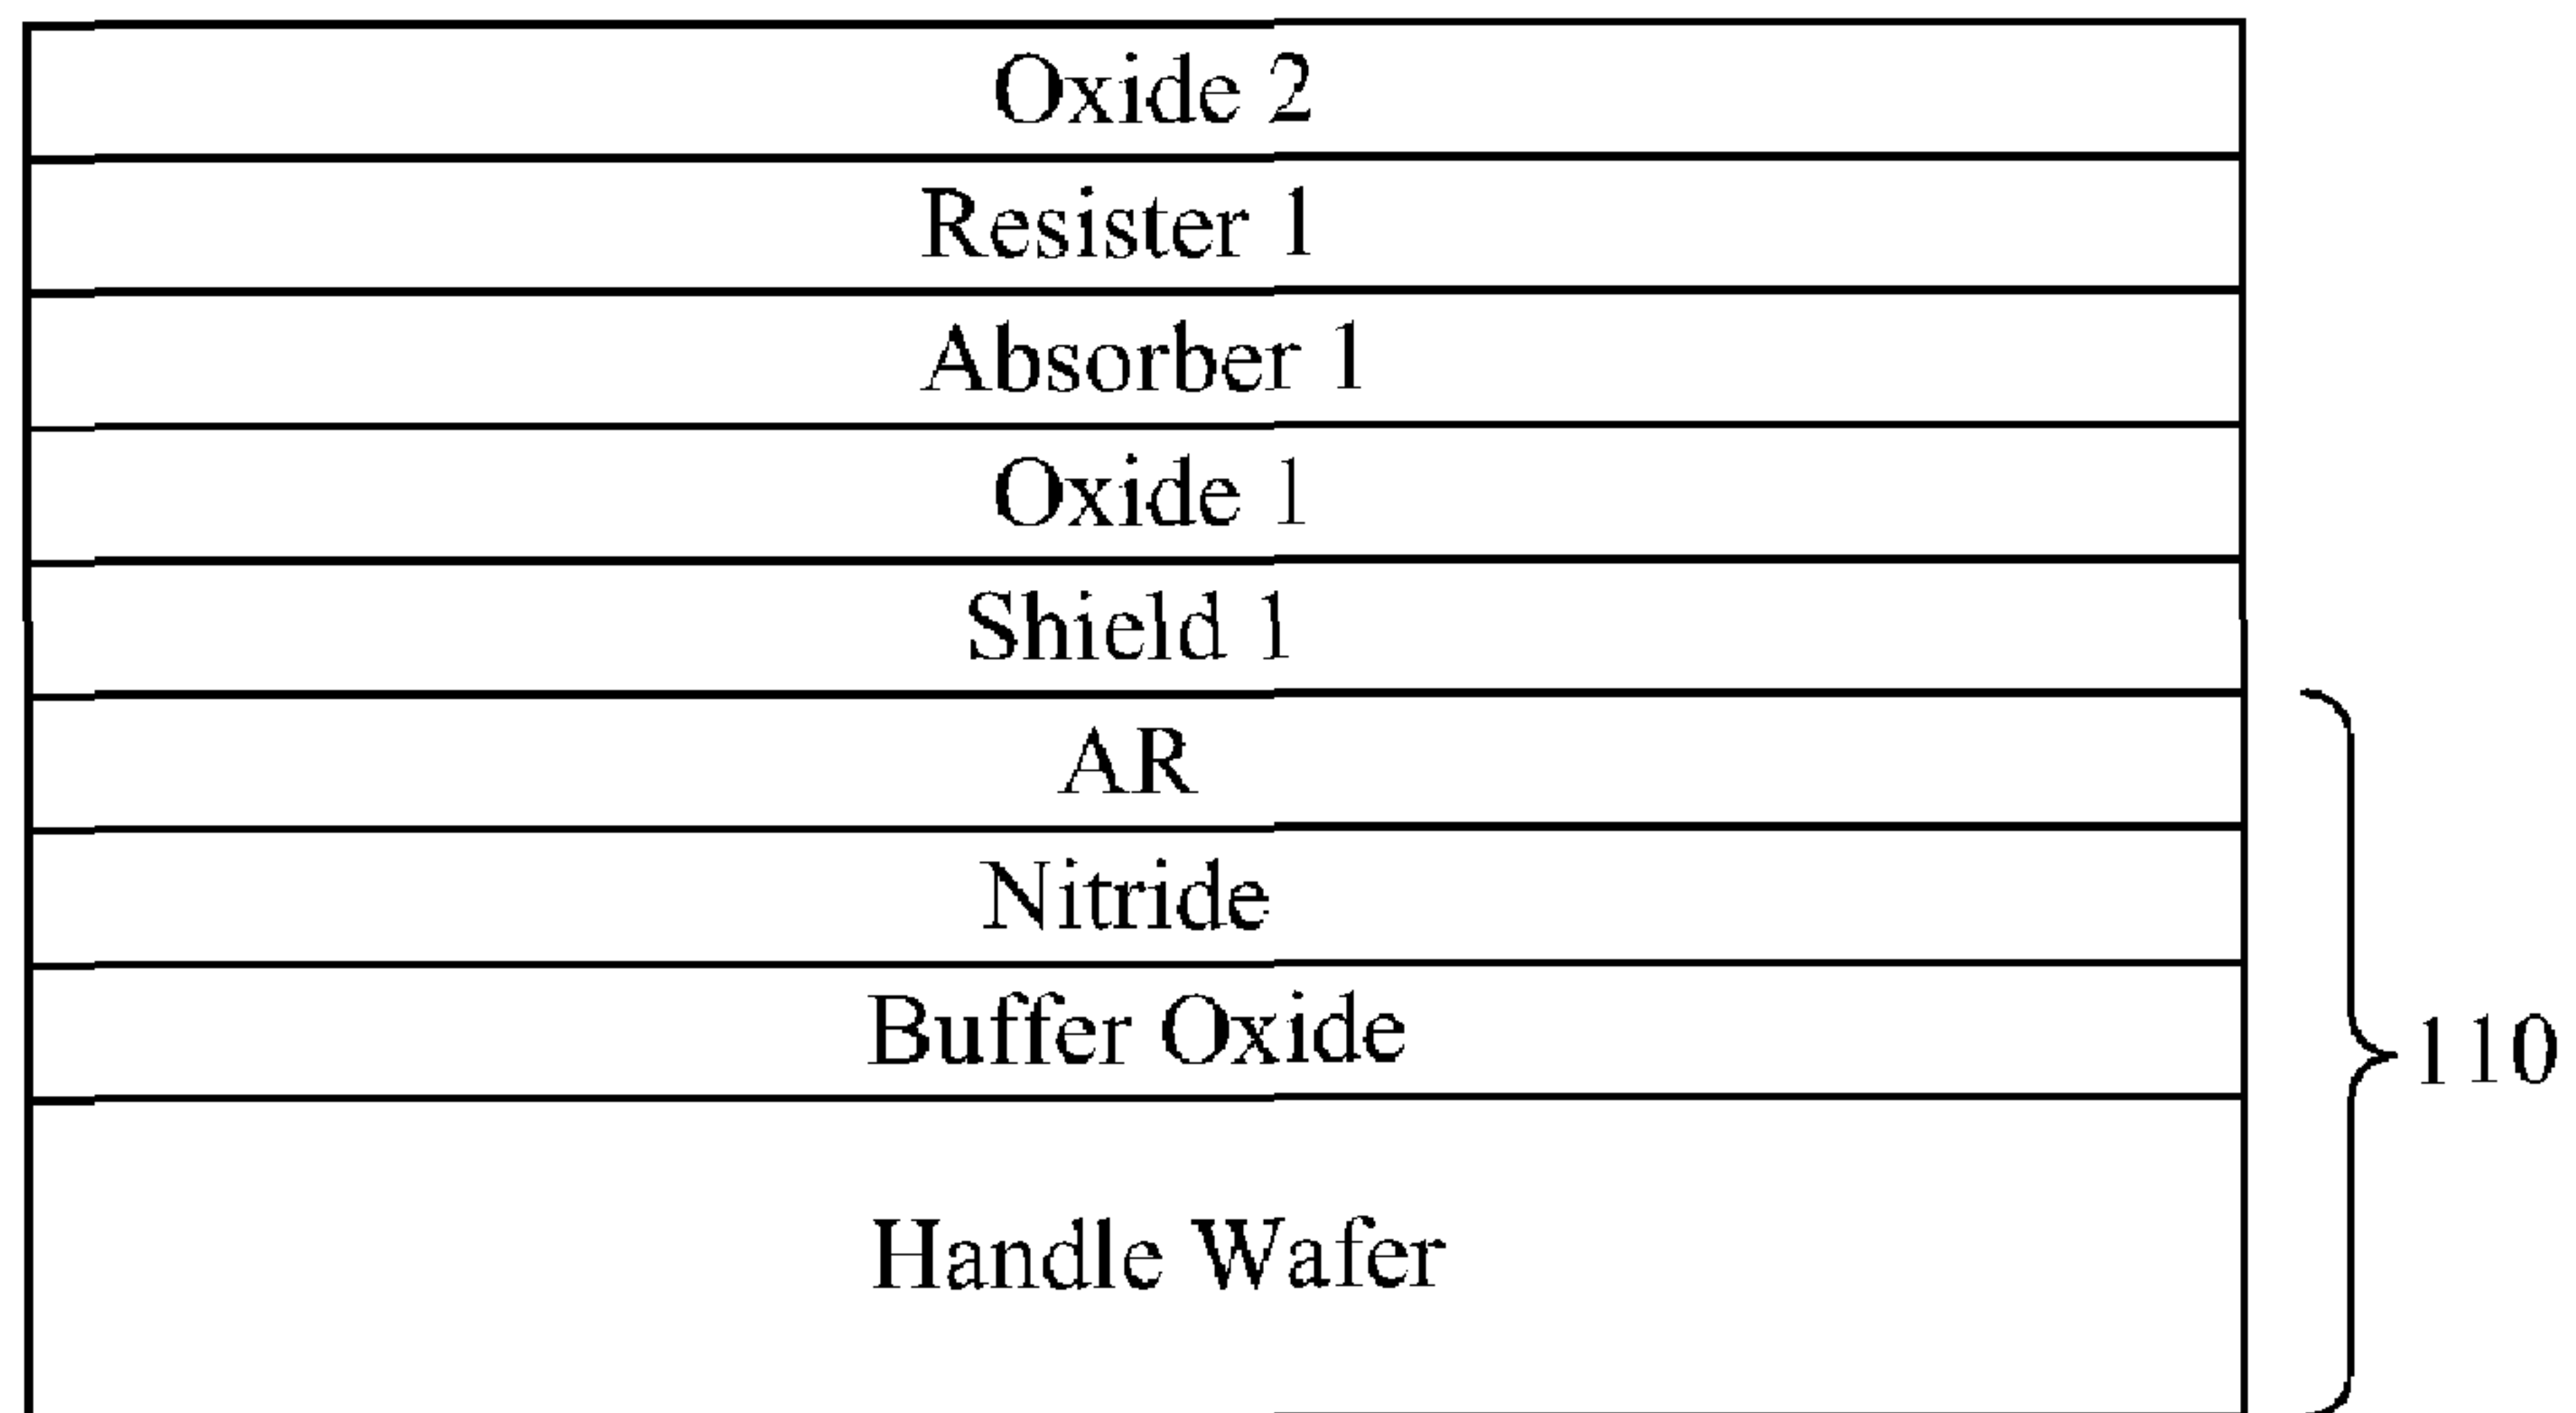 Oxide 2
Resister 1
Absorber 1
Oxide 1
Shield 1
AR
Nitride
Buffer Oxide
110
Handle Wafer